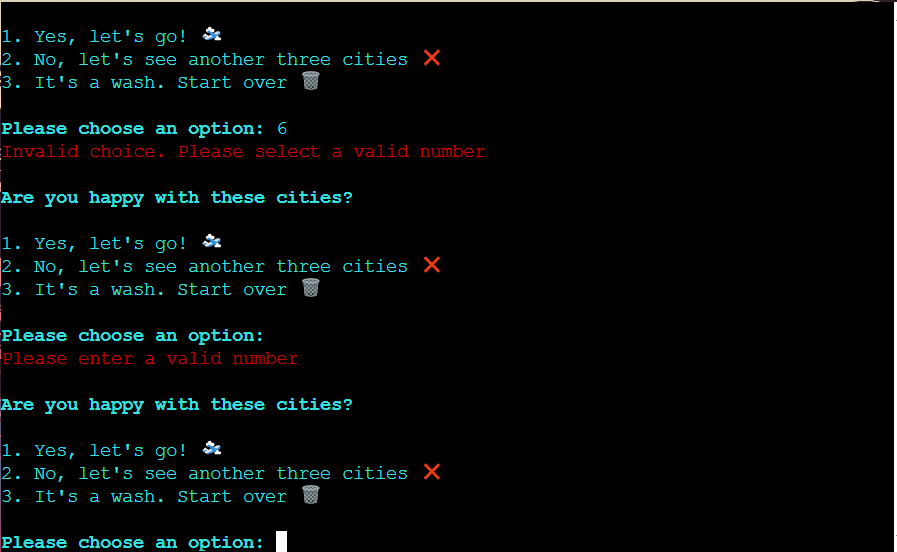 1. Yes, let's go! 🛩️
2. No, let's see another three cities ❌
3. It's a wash. Start over 🗑️
Please choose an option: 6
Invalid choice. Please select a valid number
Are you happy with these cities?
1. Yes, let's go! 🛩️
2. No, let's see another three cities ❌
3. It's a wash. Start over 🗑️
Please choose an option:
Please enter a valid number
Are you happy with these cities?
1. Yes, let's go! 🛩️
2. No, let's see another three cities ❌
3. It's a wash. Start over 🗑️
Please choose an option: